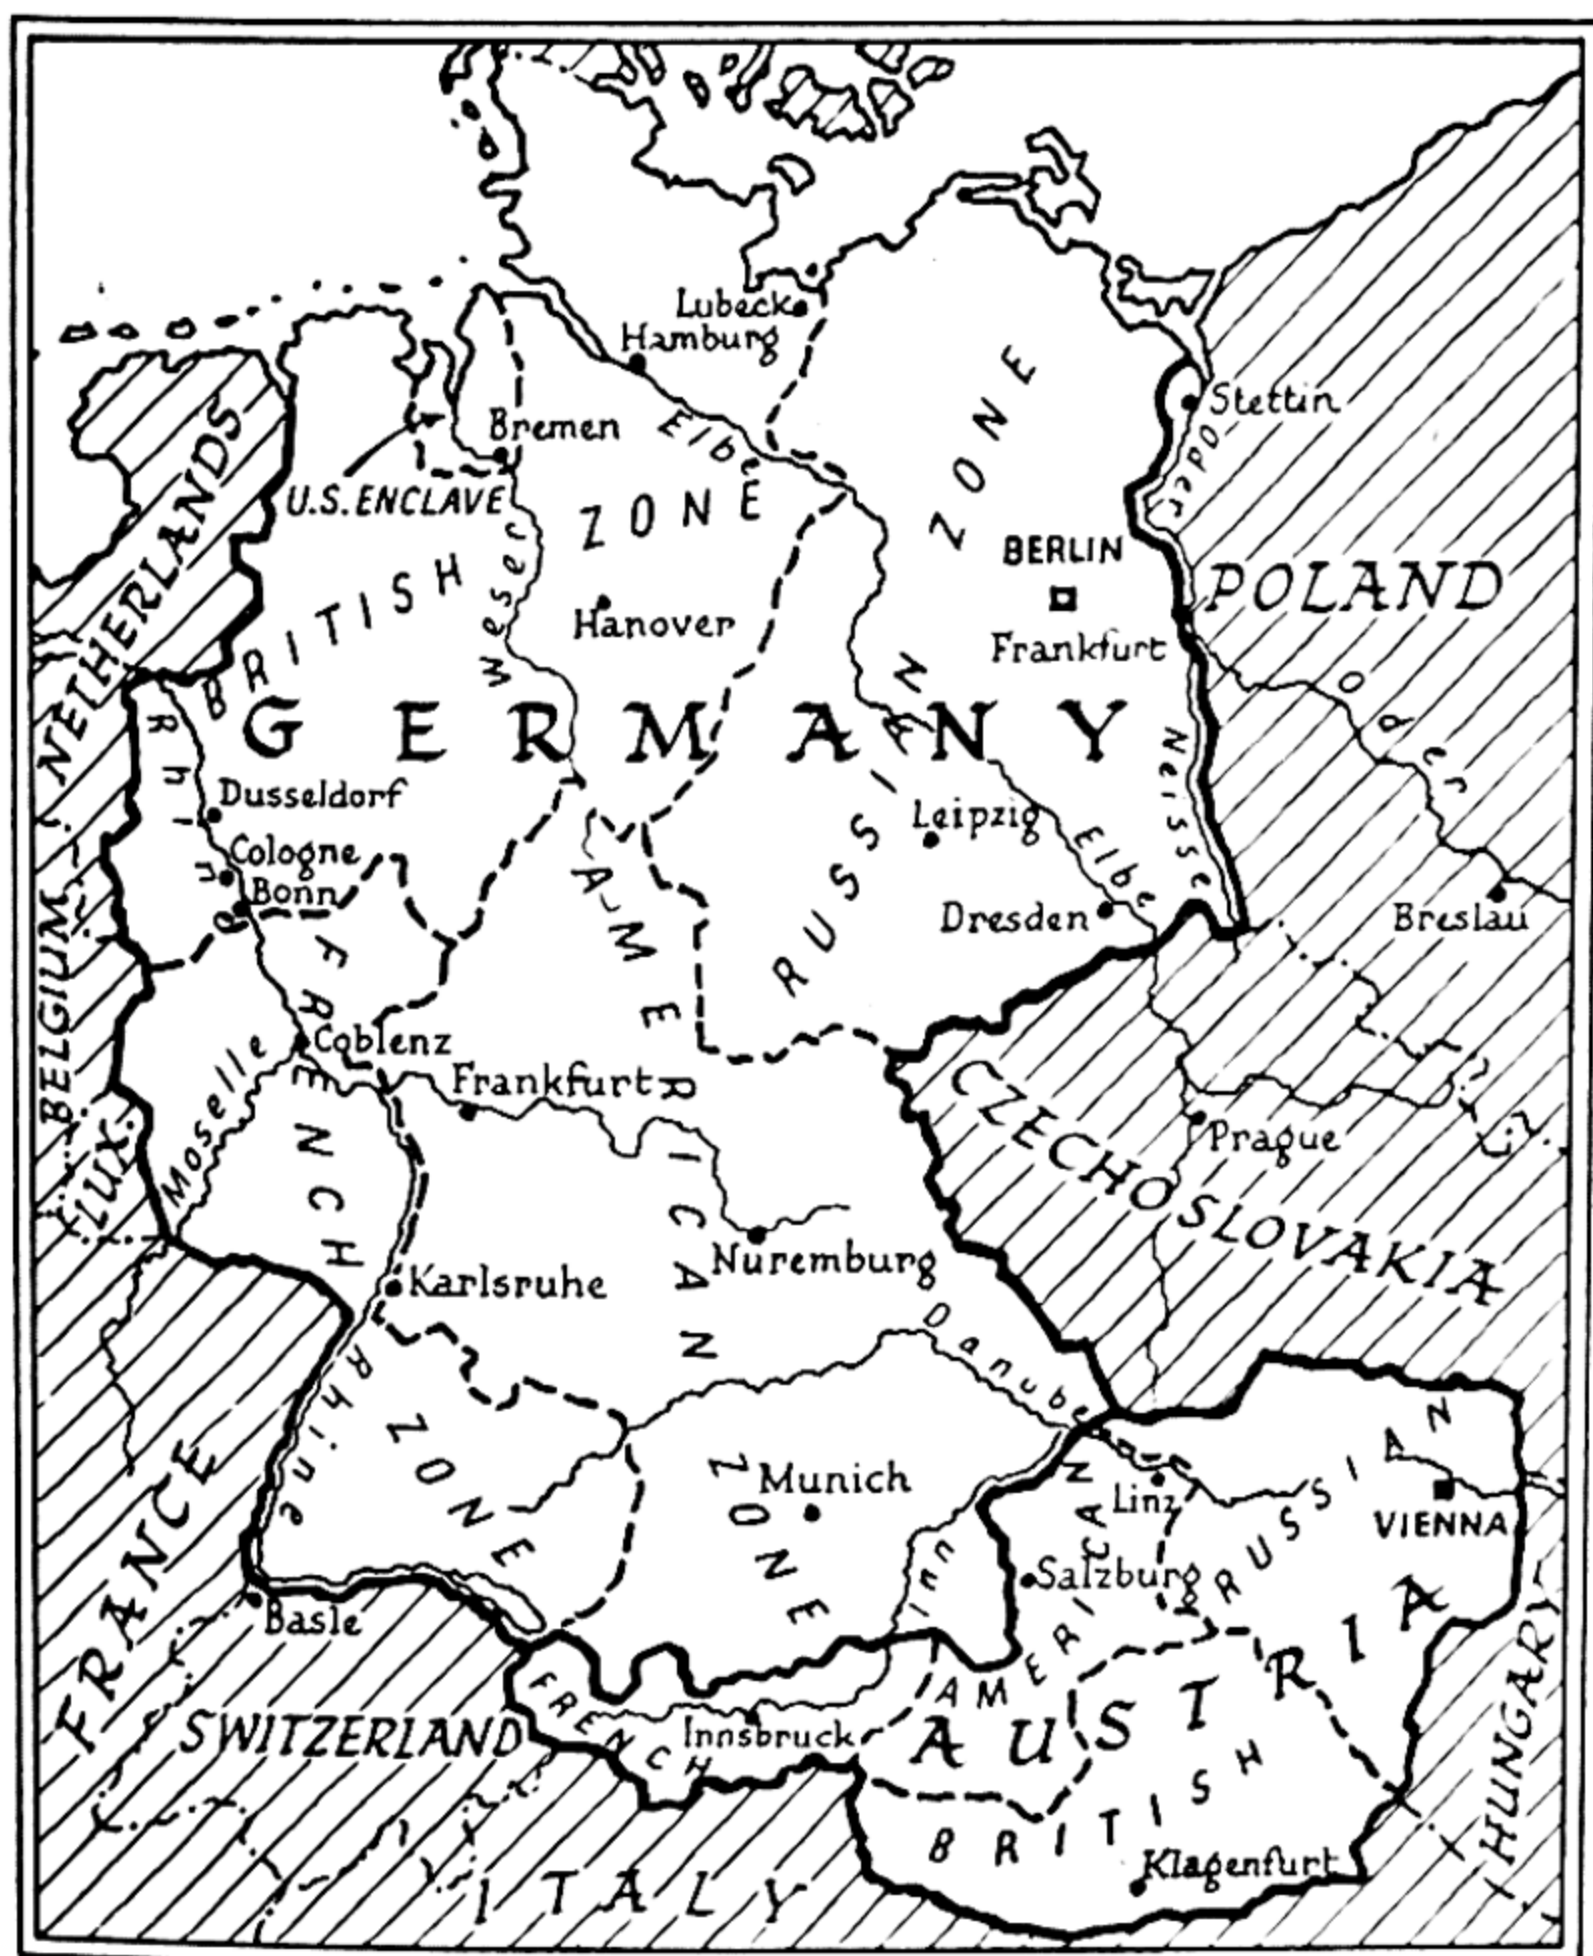 Lubeck
Hamburg
Stettin
Bremen
Elbe
Oder
U.S. ENCLAVE
ZONE
ZONE
BERLIN
NETHERLANDS
BRITISH
Weser
Hanover
Frankfurt
POLAND
Oder
GERMANY
Rhine
Neisse
Dusseldorf
Leipzig
Cologne
Elbe
Bonn
RUSSIAN
Dresden
Breslau
BELGIUM
FRENCH
AMERICAN
Coblenz
Moselle
Frankfurt
CZECHOSLOVAKIA
LUX.
Prague
Nuremburg
Karlsruhe
Danube
Rhine
ZONE
ZONE
Munich
Linz
RUSSIAN
VIENNA
FRANCE
Inn
Salzburg
AMERICAN
Basle
AUSTRIA
HUNGARY
SWITZERLAND
FRENCH
Innsbruck
BRITISH
Klagenfurt
ITALY